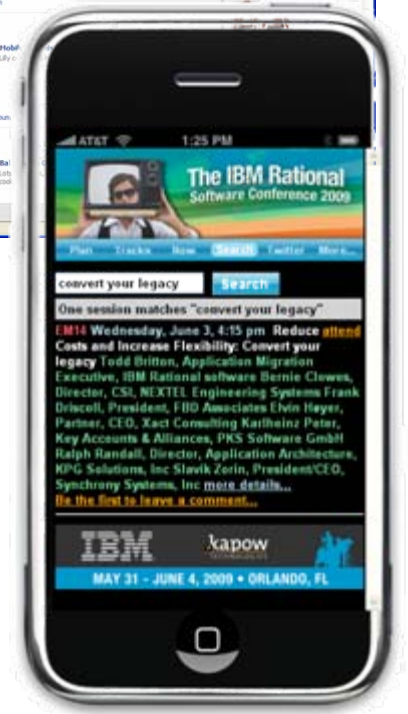 AT&T 1:25 PM
The IBM Rational
Software Conference 2009
Plan Tracks Now Search Twitter More...
convert your legacy Search
One session matches "convert your legacy"
EM14 Wednesday, June 3, 4:15 pm Reduce attend
Costs and Increase Flexibility: Convert your
legacy Todd Britton, Application Migration
Executive, IBM Rational software Bernie Clowes,
Director, CSI, NEXTEL Engineering Systems Frank
Driscoll, President, FBD Associates Elvin Høyer,
Partner, CEO, Xact Consulting Karlheinz Peter,
Key Accounts & Alliances, PKS Software GmbH
Ralph Randall, Director, Application Architecture,
KPG Solutions, Inc Slavik Zorin, President/CEO,
Synchrony Systems, Inc more details...
Be the first to leave a comment...
IBM kapow
MAY 31 - JUNE 4, 2009 • ORLANDO, FL